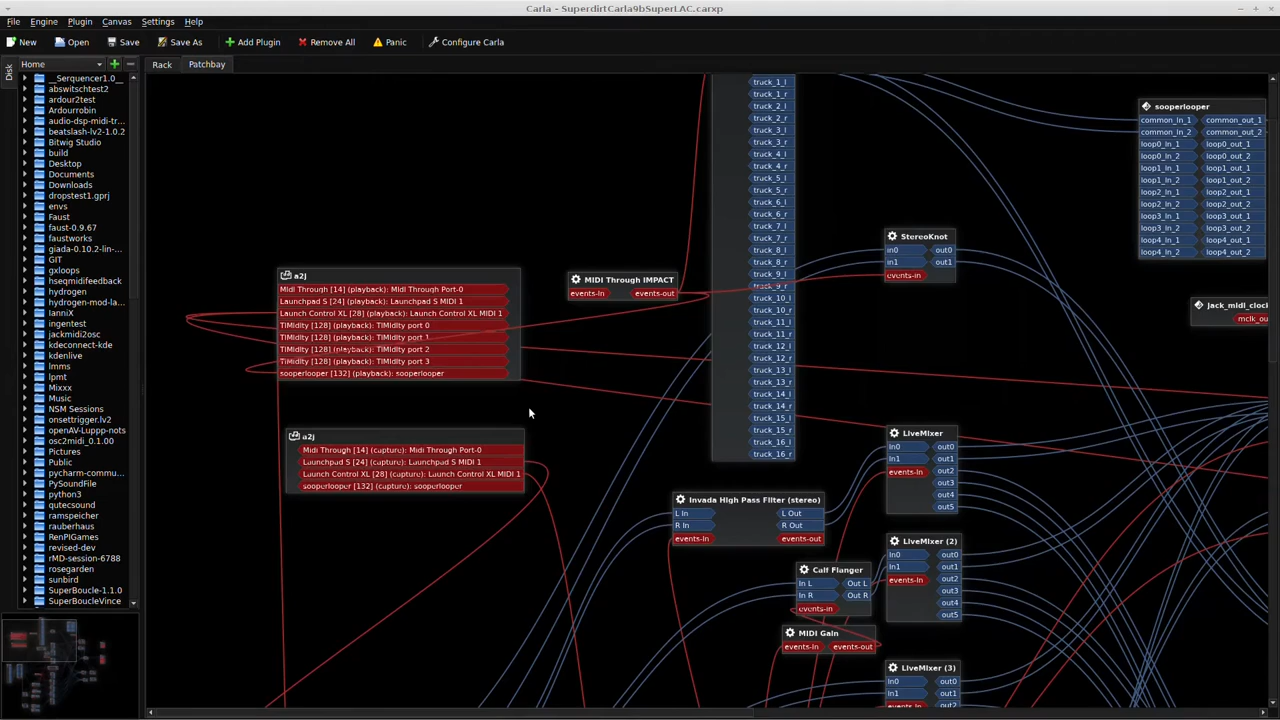 Carla - SuperdirtCarla9bSuperLAC.carxp
File Engine Plugin Canvas Settings Help
New Open Save Save As Add Plugin Remove All Panic Configure Carla
Disk
Home
Rack Patchbay
__Serquencer1.0__
abswitschtest2
ardour2test
Ardourrobin
audio-dsp-midi-tr...
beatslash-lv2-1.0.2
Bitwig Studio
build
Desktop
Documents
Downloads
dropstest1.gprj
envs
Faust
faust-0.9.67
faustworks
giada-0.10.2-lin-...
GIT
gxloops
hseqmidifeedback
hydrogen
hydrogen-mod-la...
IanniX
ingentest
jackmidi2osc
kdeconnect-kde
kdenlive
lmms
lpmt
Mixxx
Music
NSM Sessions
onsettrigger.lv2
openAV-Luppp-nots
osc2midi_0.1.00
Pictures
Public
pycharm-commu...
PySoundFile
python3
qutecsound
ramspeicher
rauberhaus
RenPIGames
revised-dev
rMD-session-6788
rosegarden
sunbird
SuperBoucle-1.1.0
SuperBoucleVince
a2j
Midi Through [14] (playback): Midi Through Port-0
Launchpad S [24] (playback): Launchpad S MIDI 1
Launch Control XL [28] (playback): Launch Control XL MIDI 1
TiMidity [128] (playback): TiMidity port 0
TiMidity [128] (playback): TiMidity port 1
TiMidity [128] (playback): TiMidity port 2
TiMidity [128] (playback): TiMidity port 3
sooperlooper [132] (playback): sooperlooper
a2j
Midi Through [14] (capture): Midi Through Port-0
Launchpad S [24] (capture): Launchpad S MIDI 1
Launch Control XL [28] (capture): Launch Control XL MIDI 1
sooperlooper [132] (capture): sooperlooper
MIDI Through IMPACT
events-in events-out
truck_1_l
truck_1_r
truck_2_l
truck_2_r
truck_3_l
truck_3_r
truck_4_l
truck_4_r
truck_5_l
truck_5_r
truck_6_l
truck_6_r
truck_7_l
truck_7_r
truck_8_l
truck_8_r
truck_9_l
truck_9_r
truck_10_l
truck_10_r
truck_11_l
truck_11_r
truck_12_l
truck_12_r
truck_13_l
truck_13_r
truck_14_l
truck_14_r
truck_15_l
truck_15_r
truck_16_l
truck_16_r
StereoKnot
in0 out0
in1 out1
events-in
sooperlooper
common_in_1 common_out_1
common_in_2 common_out_2
loop0_in_1 loop0_out_1
loop0_in_2 loop0_out_2
loop1_in_1 loop1_out_1
loop1_in_2 loop1_out_2
loop2_in_1 loop2_out_1
loop2_in_2 loop2_out_2
loop3_in_1 loop3_out_1
loop3_in_2 loop3_out_2
loop4_in_1 loop4_out_1
loop4_in_2 loop4_out_2
jack_midi_clock
mclk_ou
LiveMixer
in0 out0
in1 out1
events-in out2
out3
out4
out5
Invada High Pass Filter (stereo)
L In L Out
R In R Out
events-in events-out
LiveMixer (2)
in0 out0
in1 out1
events-in out2
out3
out4
out5
Calf Flanger
In L Out L
In R Out R
events-in
MIDI Gain
events-in events-out
LiveMixer (3)
in0 out0
in1 out1
events-in out2